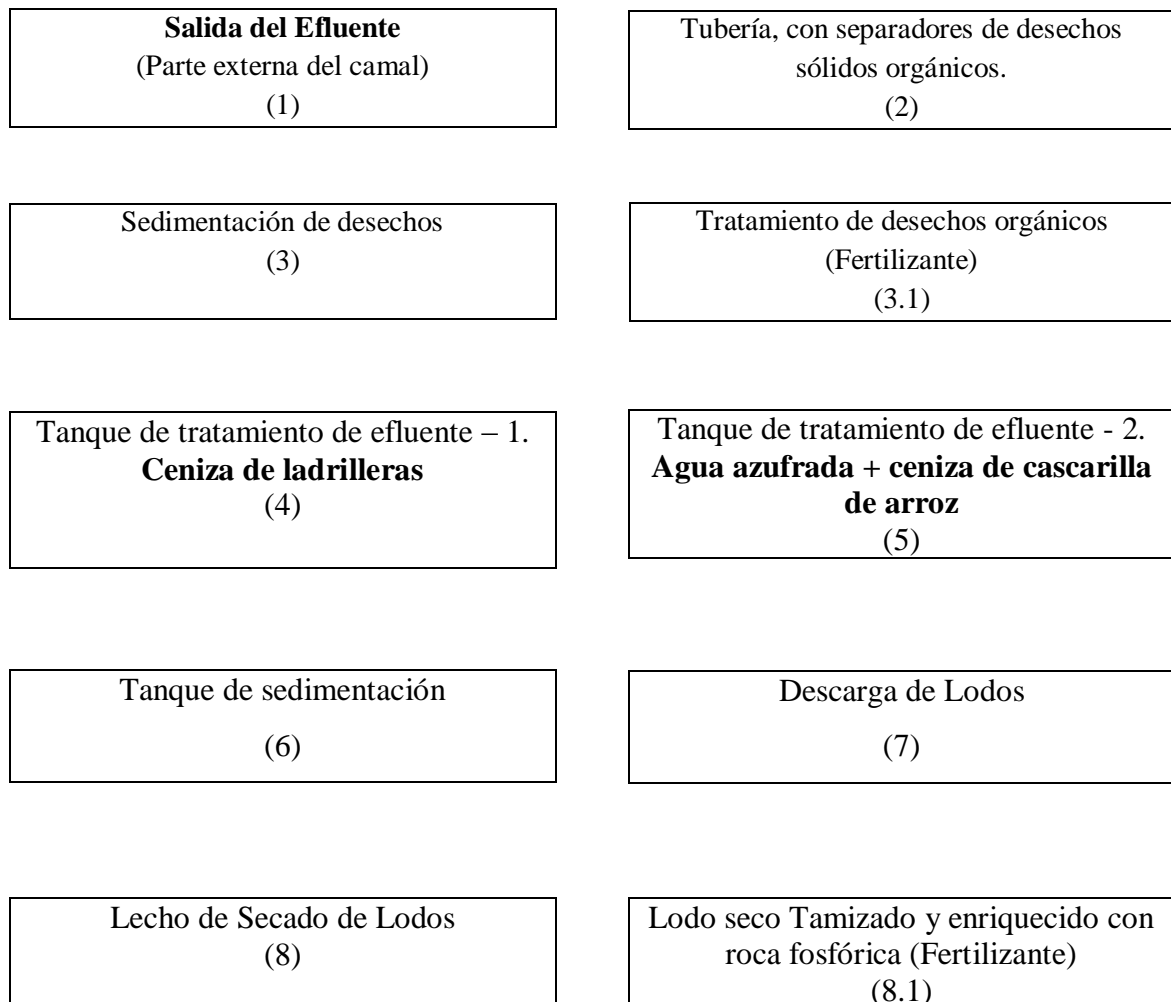 Salida del Efluente
(Parte externa del camal)
(1)
Tubería, con separadores de desechos
sólidos orgánicos.
(2)
Sedimentación de desechos
(3)
Tratamiento de desechos orgánicos
(Fertilizante)
(3.1)
Tanque de tratamiento de efluente – 1.
Ceniza de ladrilleras
(4)
Tanque de tratamiento de efluente - 2.
Agua azufrada + ceniza de cascarilla
de arroz
(5)
Tanque de sedimentación
(6)
Descarga de Lodos
(7)
Lecho de Secado de Lodos
(8)
Lodo seco Tamizado y enriquecido con
roca fosfórica (Fertilizante)
(8.1)